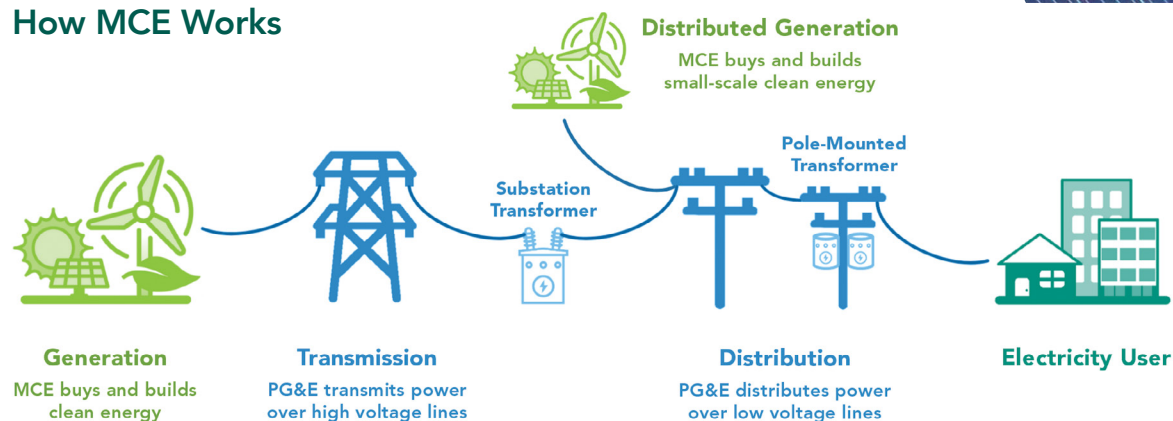 How MCE Works
Distributed Generation
MCE buys and builds
small-scale clean energy
Pole-Mounted
Transformer
Substation
Transformer
Generation
MCE buys and builds
clean energy
Transmission
PG&E transmits power
over high voltage lines
Distribution
PG&E distributes power
over low voltage lines
Electricity User